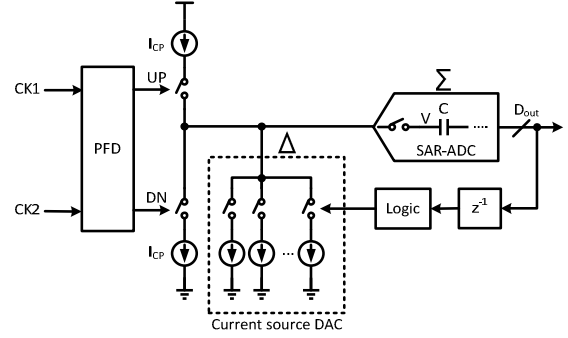 I_CP
Σ
CK1
UP
V
C
D_out
PFD
SAR-ADC
Δ
DN
CK2
Logic
z^-1
I_CP
Current source DAC